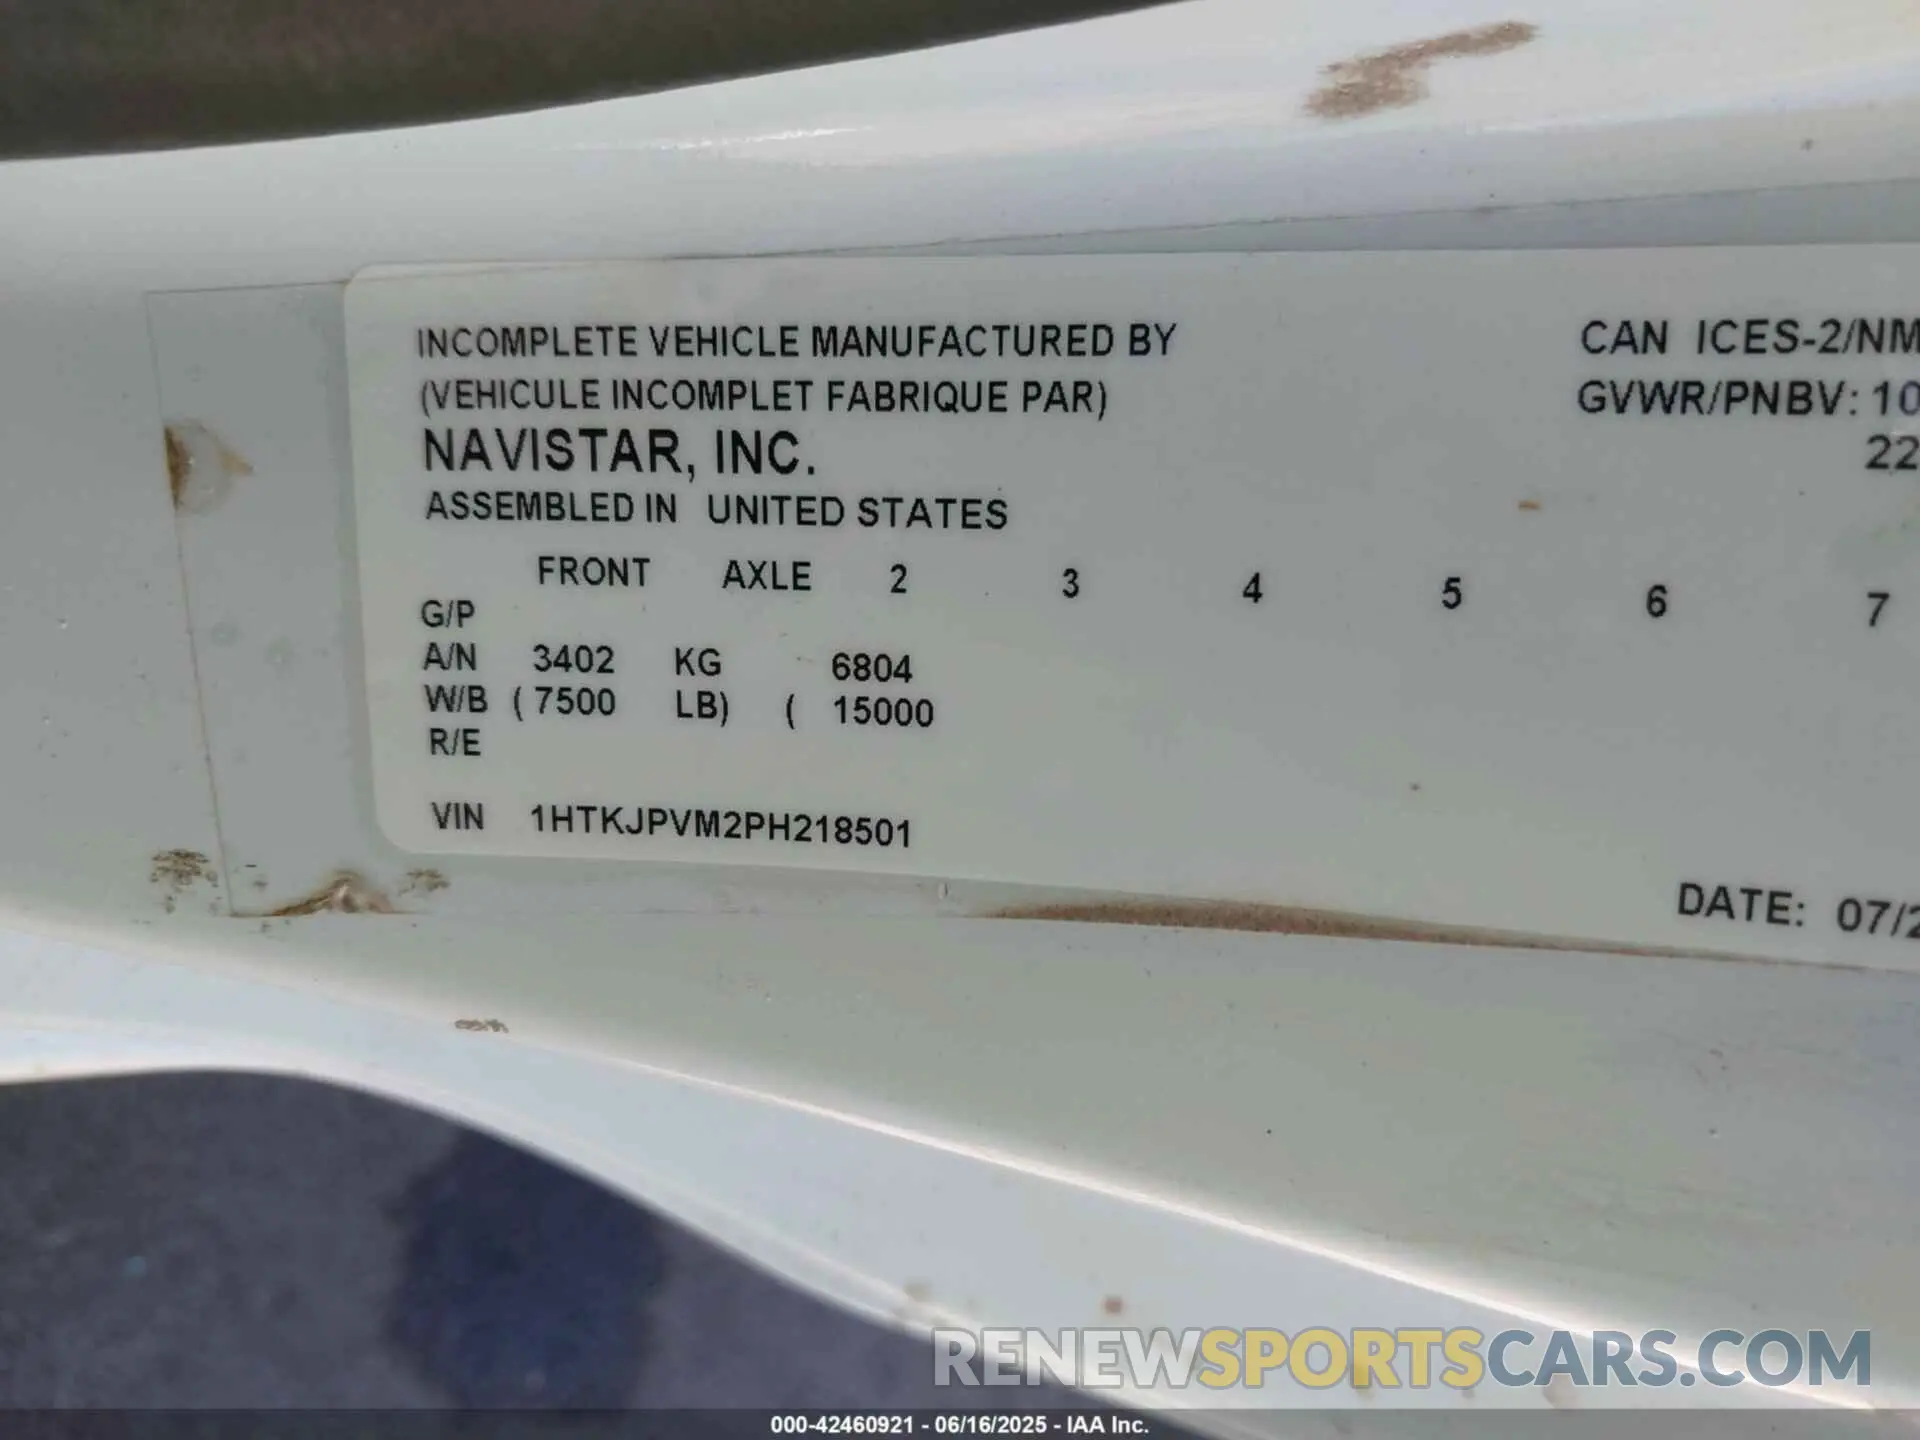 INCOMPLETE VEHICLE MANUFACTURED BY
(VEHICULE INCOMPLET FABRIQUE PAR)
NAVISTAR, INC.
ASSEMBLED IN UNITED STATES
CAN ICES-2/NM
GVWR/PNBV: 10
22
FRONT AXLE 2 3 4 5 6 7
G/P
A/N 3402 KG 6804
W/B ( 7500 LB) ( 15000
R/E
VIN 1HTKJPVM2PH218501
DATE: 07/2
RENEWSPORTSCARS.COM
000-42460921 - 06/16/2025 - IAA Inc.